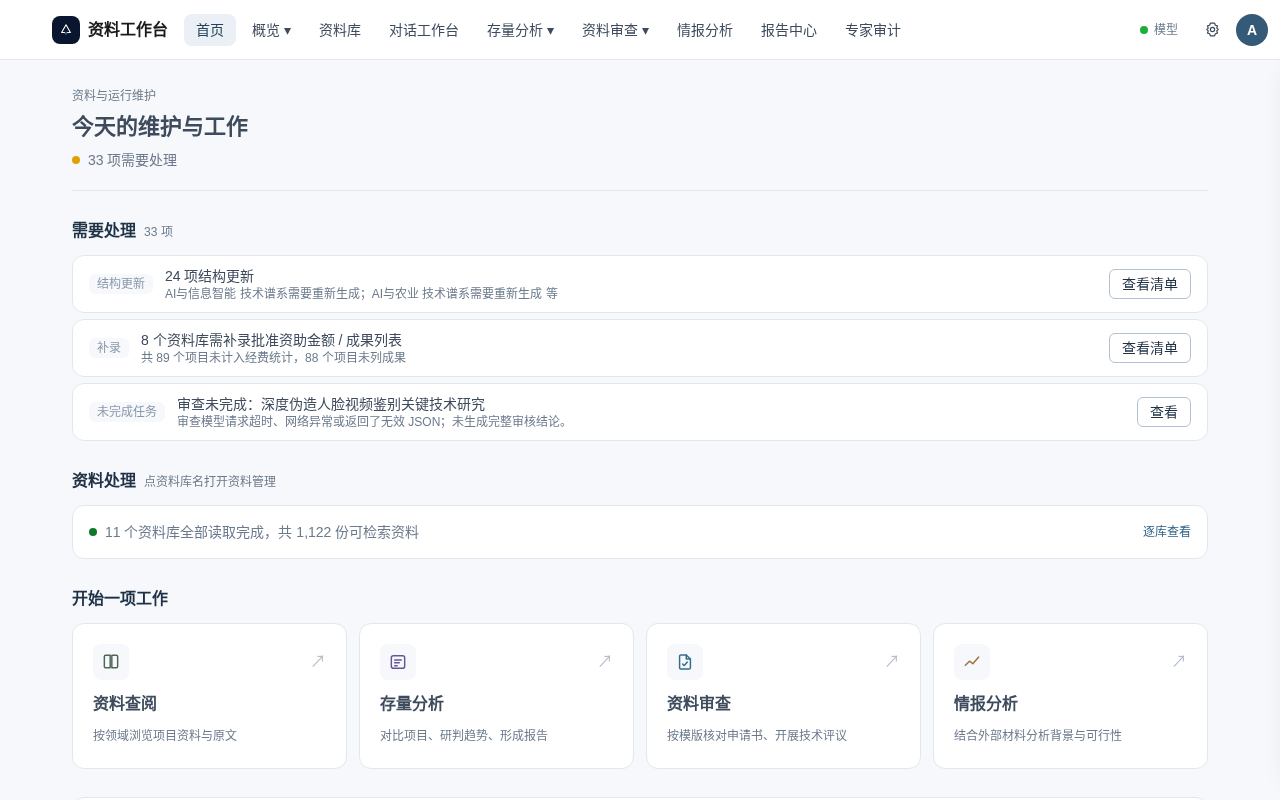 资料工作台
首页
概览 ▾
资料库
对话工作台
存量分析 ▾
资料审查 ▾
情报分析
报告中心
专家审计
模型
A
资料与运行维护
今天的维护与工作
33 项需要处理
需要处理 33 项
结构更新
24 项结构更新
AI与信息智能 技术谱系需要重新生成；AI与农业 技术谱系需要重新生成 等
查看清单
补录
8 个资料库需补录批准资助金额 / 成果列表
共 89 个项目未计入经费统计，88 个项目未列成果
查看清单
未完成任务
审查未完成：深度伪造人脸视频鉴别关键技术研究
审查模型请求超时、网络异常或返回了无效 JSON；未生成完整审核结论。
查看
资料处理 点资料库名打开资料管理
11 个资料库全部读取完成，共 1,122 份可检索资料
逐库查看
开始一项工作
资料查阅
按领域浏览项目资料与原文
存量分析
对比项目、研判趋势、形成报告
资料审查
按模版核对申请书、开展技术评议
情报分析
结合外部材料分析背景与可行性